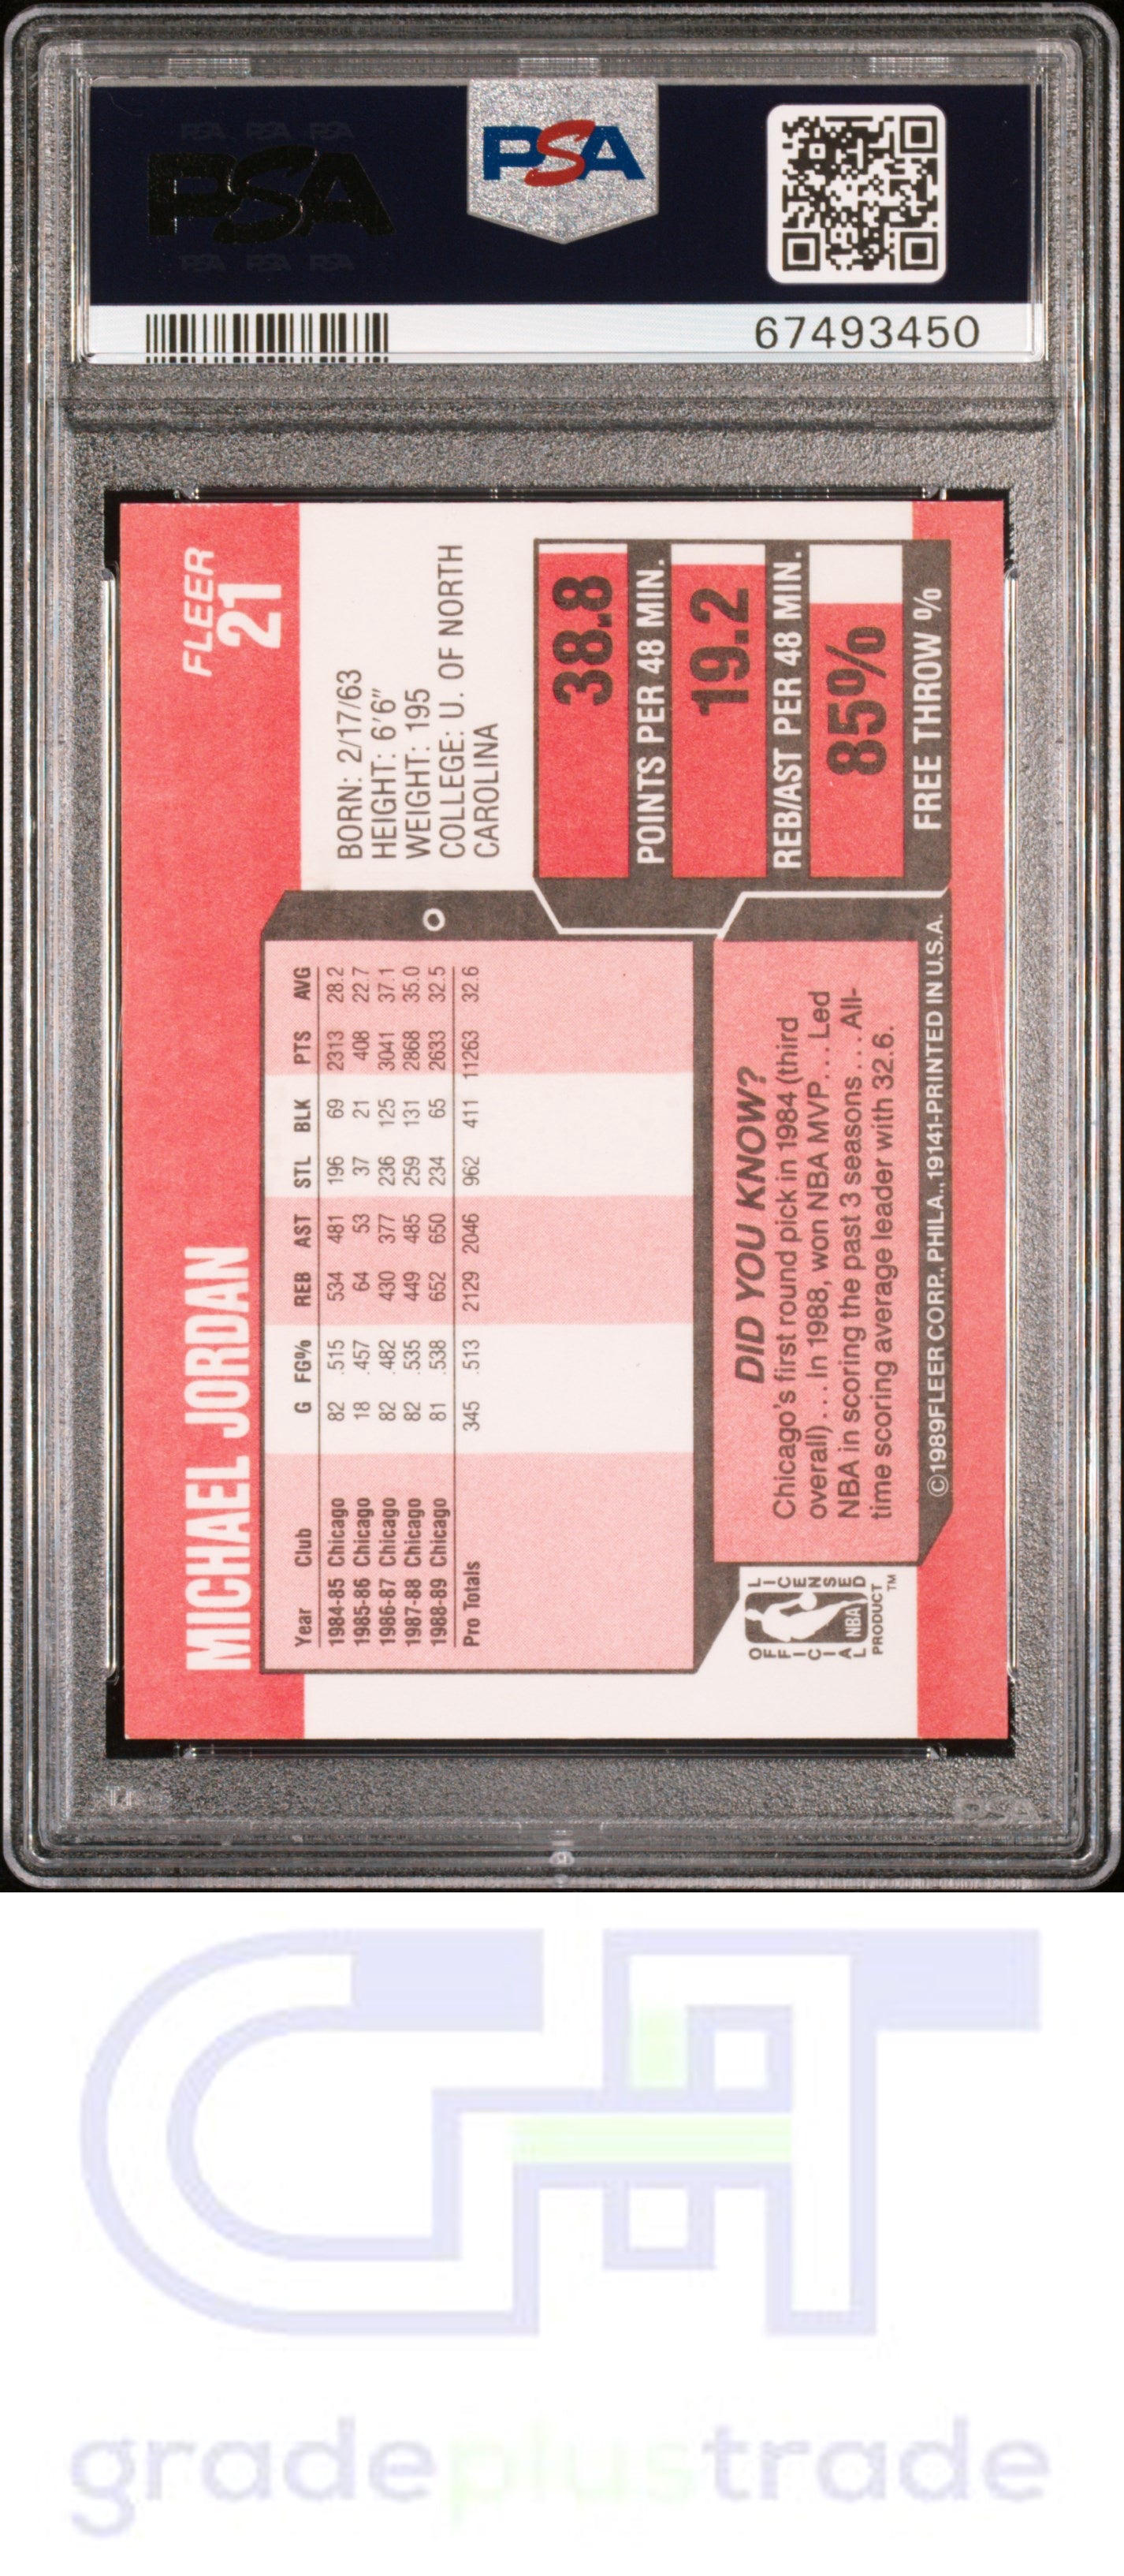 PSA PSA PSA
PSA
PSA PSA PSA
PSA
67493450
FLEER
21
MICHAEL JORDAN
BORN: 2/17/63
HEIGHT: 6'6"
WEIGHT: 195
COLLEGE: U. OF NORTH
CAROLINA
Year Club G FG% REB AST STL BLK PTS AVG
1984-85 Chicago 82 .515 534 481 196 69 2313 28.2
1985-86 Chicago 18 .457 64 53 37 21 408 22.7
1986-87 Chicago 82 .482 430 377 236 125 3041 37.1
1987-88 Chicago 82 .535 449 485 259 131 2868 35.0
1988-89 Chicago 81 .538 652 650 234 65 2633 32.5
Pro Totals 345 .513 2129 2046 962 411 11263 32.6
38.8
POINTS PER 48 MIN.
19.2
REB/AST PER 48 MIN.
85%
FREE THROW %
DID YOU KNOW?
Chicago's first round pick in 1984 (third
overall)... In 1988, won NBA MVP... Led
NBA in scoring the past 3 seasons... All-
time scoring average leader with 32.6.
OFFICIAL LICENSED
NBA
PRODUCT™
©1989FLEER CORP., PHILA., 19141-PRINTED IN U.S.A.
PSA
gradeplustrade